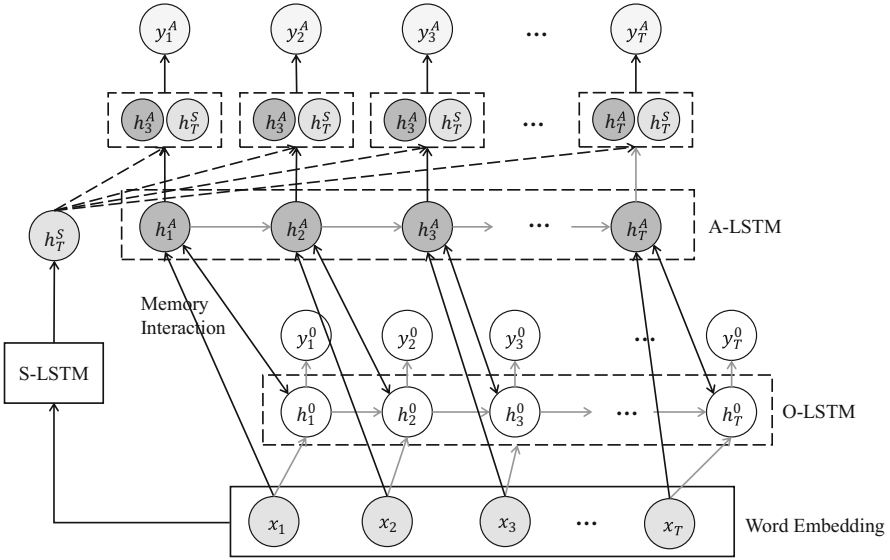 y_1^A y_2^A y_3^A ... y_T^A
h_3^A h_T^S h_3^A h_T^S h_3^A h_T^S ... h_T^A h_T^S
h_T^S h_1^A h_2^A h_3^A ... h_T^A A-LSTM
Memory
Interaction
y_1^0 y_2^0 y_3^0 ... y_T^0
S-LSTM
h_1^0 h_2^0 h_3^0 ... h_T^0 O-LSTM
x_1 x_2 x_3 ... x_T Word Embedding